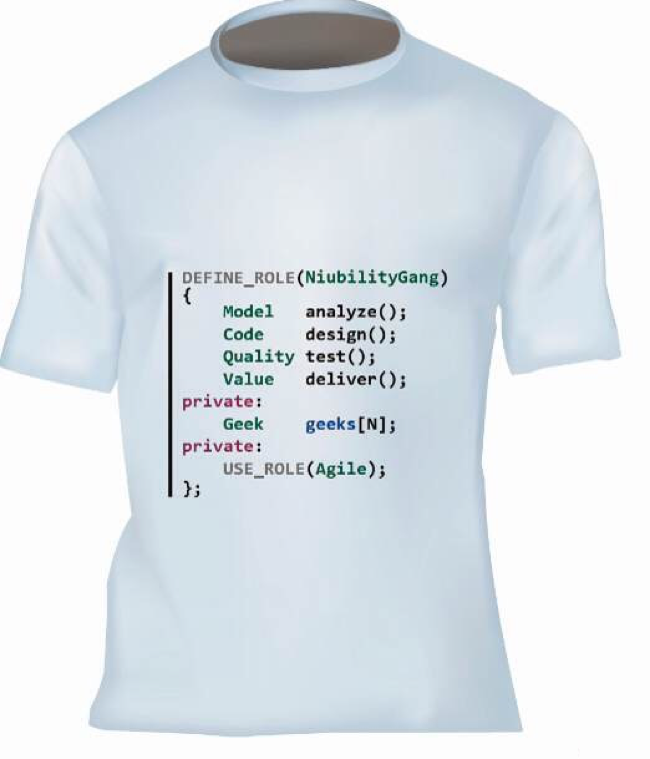 DEFINE_ROLE(NiubilityGang)
{
    Model   analyze();
    Code    design();
    Quality test();
    Value   deliver();
private:
    Geek    geeks[N];
private:
    USE_ROLE(Agile);
};